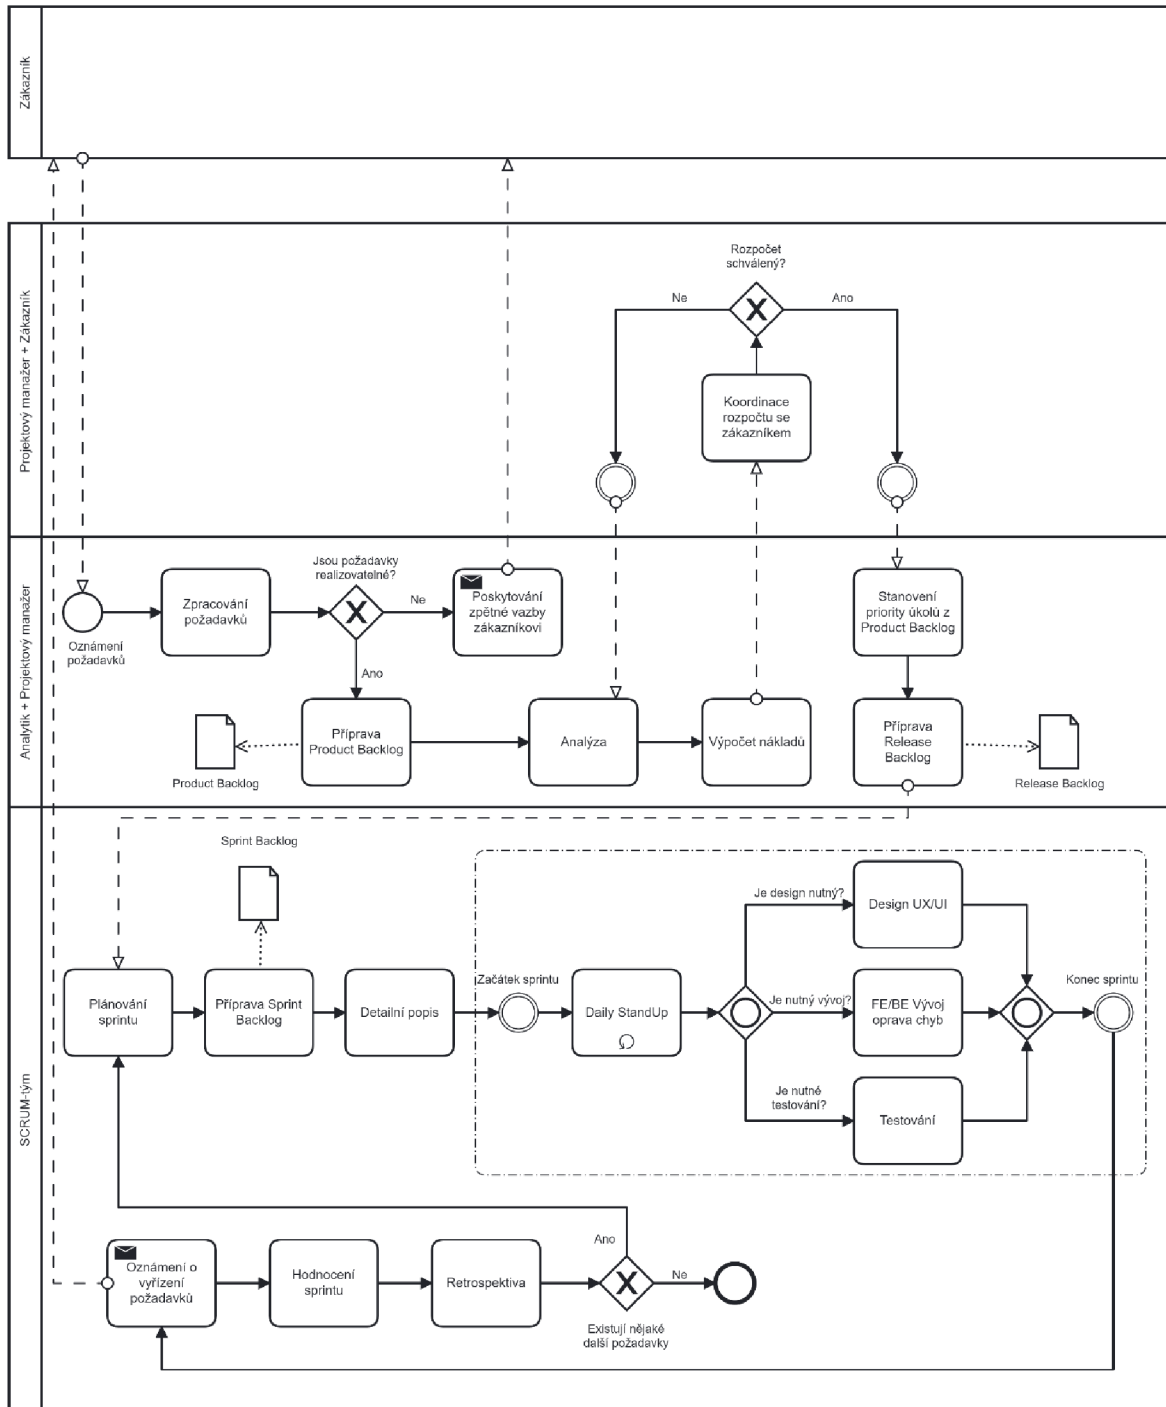 Zákazník
Projektový manažer + Zákazník
Rozpočet
schválený?
Ne
Ano
Koordinace
rozpočtu se
zákazníkem
Analytik + Projektový manažer
Jsou požadavky
realizovatelné?
Oznámení
požadavků
Zpracování
požadavků
Ne
Poskytování
zpětné vazby
zákazníkovi
Stanovení
priority úkolů z
Product Backlog
Ano
Product Backlog
Příprava
Product Backlog
Analýza
Výpočet nákladů
Příprava
Release
Backlog
Release Backlog
SCRUM-tým
Sprint Backlog
Plánování
sprintu
Příprava Sprint
Backlog
Detailní popis
Začátek sprintu
Daily StandUp
Je design nutný?
Design UX/UI
Je nutný vývoj?
FE/BE Vývoj
oprava chyb
Je nutné
testování?
Testování
Konec sprintu
Oznámení o
vyřízení
požadavků
Hodnocení
sprintu
Retrospektiva
Ano
Ne
Existují nějaké
další požadavky